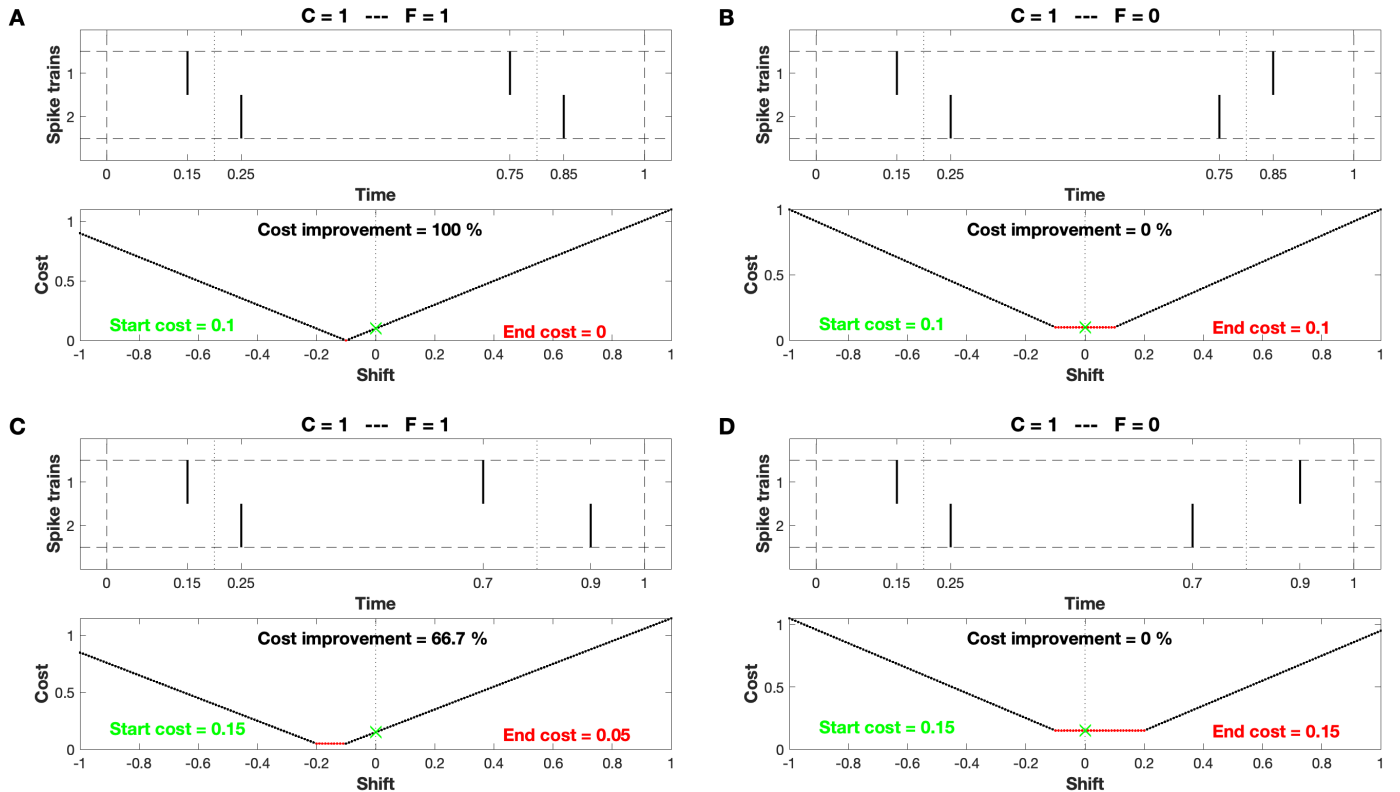 A
C = 1 --- F = 1
Spike trains
1
2
0 0.15 0.25 0.75 0.85 1
Time
Cost improvement = 100 %
Cost
1
0.5
0
Start cost = 0.1
End cost = 0
-1 -0.8 -0.6 -0.4 -0.2 0 0.2 0.4 0.6 0.8 1
Shift
B
C = 1 --- F = 0
Spike trains
1
2
0 0.15 0.25 0.75 0.85 1
Time
Cost improvement = 0 %
Cost
1
0.5
0
Start cost = 0.1
End cost = 0.1
-1 -0.8 -0.6 -0.4 -0.2 0 0.2 0.4 0.6 0.8 1
Shift
C
C = 1 --- F = 1
Spike trains
1
2
0 0.15 0.25 0.7 0.9 1
Time
Cost improvement = 66.7 %
Cost
1
0.5
0
Start cost = 0.15
End cost = 0.05
-1 -0.8 -0.6 -0.4 -0.2 0 0.2 0.4 0.6 0.8 1
Shift
D
C = 1 --- F = 0
Spike trains
1
2
0 0.15 0.25 0.7 0.9 1
Time
Cost improvement = 0 %
Cost
1
0.5
0
Start cost = 0.15
End cost = 0.15
-1 -0.8 -0.6 -0.4 -0.2 0 0.2 0.4 0.6 0.8 1
Shift